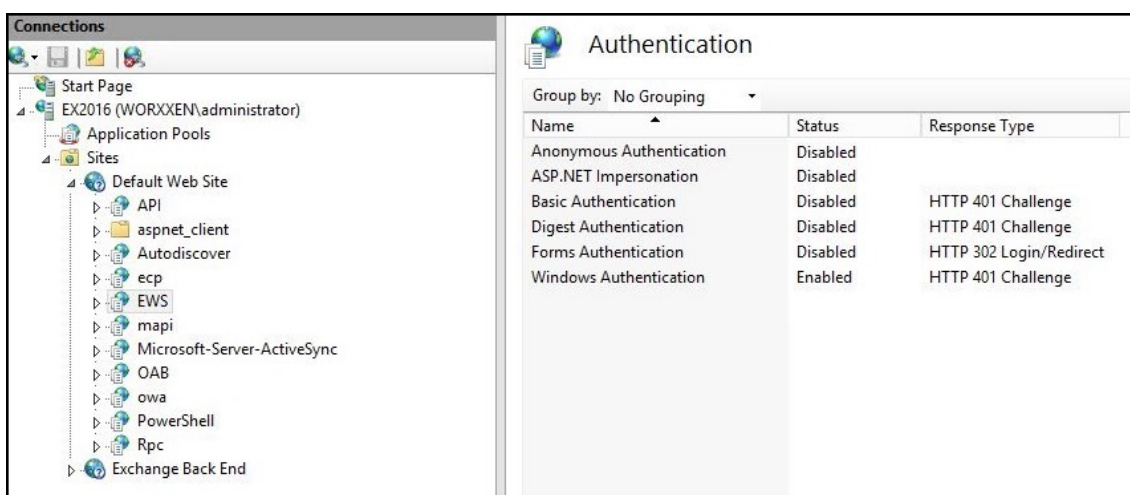 Connections
Start Page
EX2016 (WORXXEN\administrator)
Application Pools
Sites
Default Web Site
API
aspnet_client
Autodiscover
ecp
EWS
mapi
Microsoft-Server-ActiveSync
OAB
owa
PowerShell
Rpc
Exchange Back End
Authentication
Group by: No Grouping
Name Status Response Type
Anonymous Authentication Disabled
ASP.NET Impersonation Disabled
Basic Authentication Disabled HTTP 401 Challenge
Digest Authentication Disabled HTTP 401 Challenge
Forms Authentication Disabled HTTP 302 Login/Redirect
Windows Authentication Enabled HTTP 401 Challenge